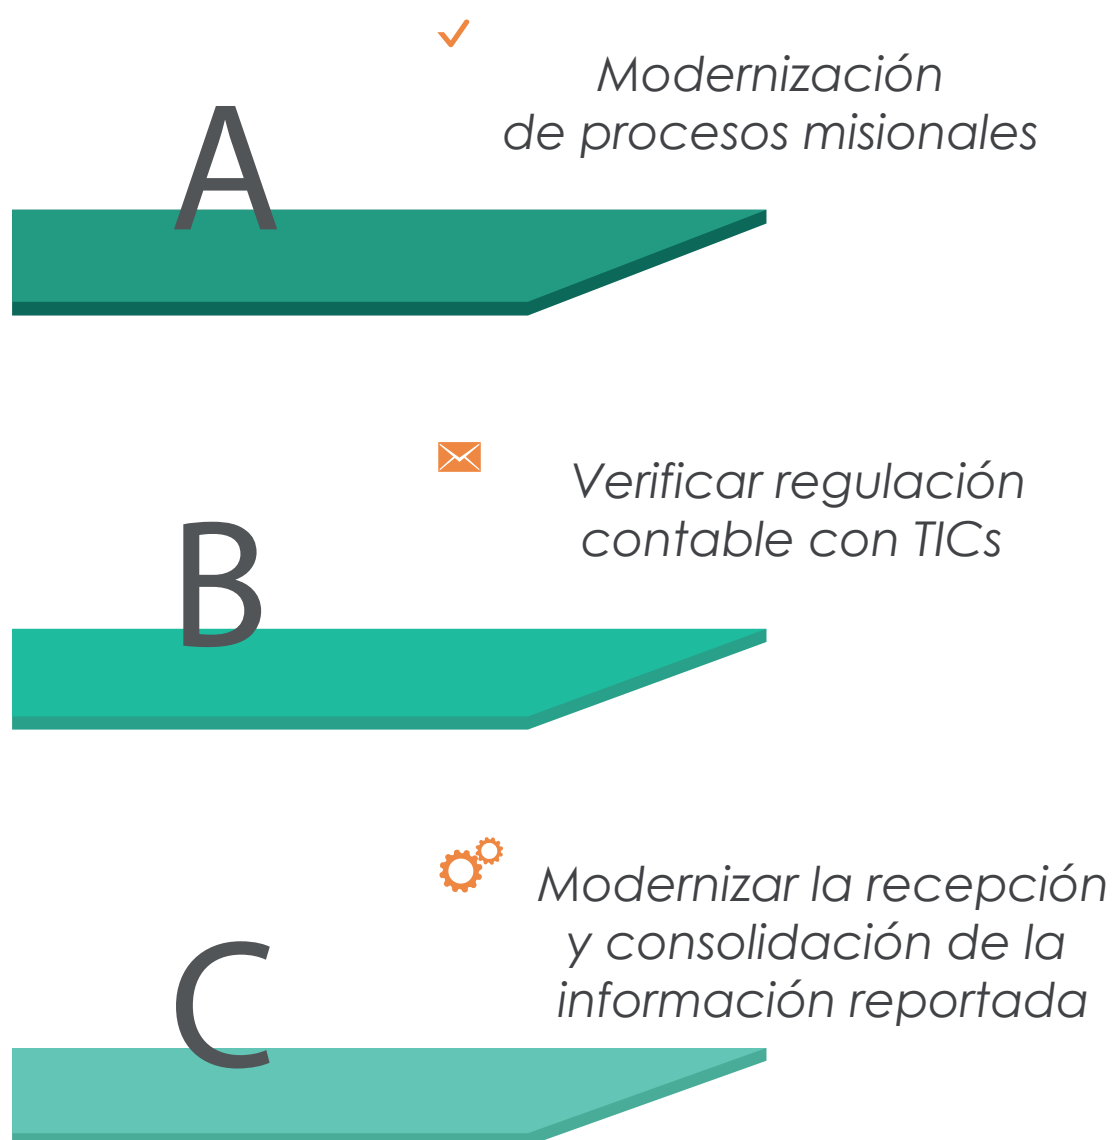 A
Modernización
de procesos misionales
B
Verificar regulación
contable con TICs
C
Modernizar la recepción
y consolidación de la
información reportada